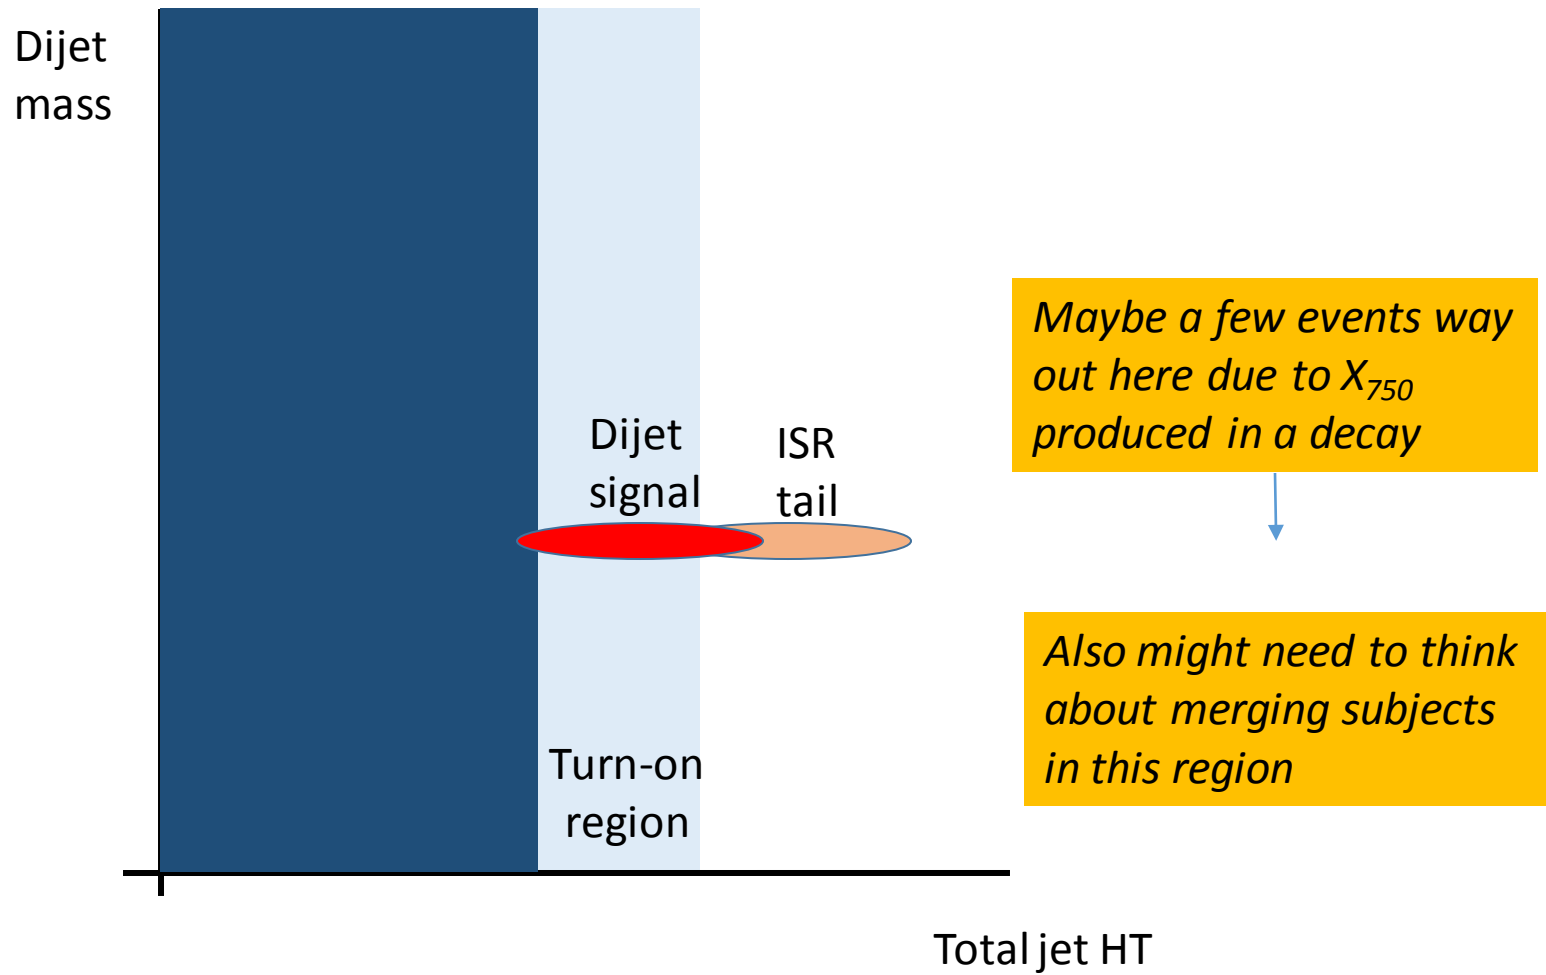 Dijet
mass
Maybe a few events way
out here due to X750
produced in a decay
Dijet
signal
ISR
tail
Also might need to think
about merging subjects
in this region
Turn-on
region
Total jet HT